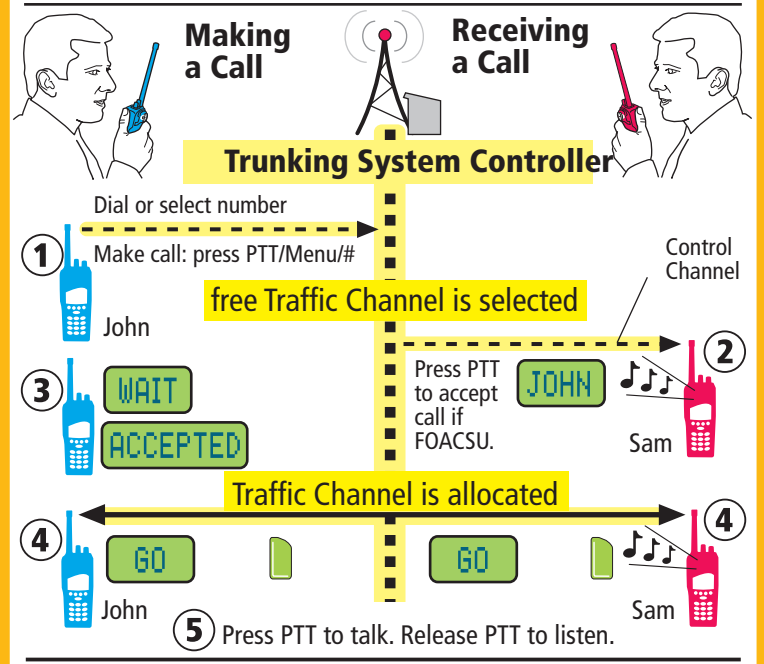 Making
a Call
Receiving
a Call
Trunking System Controller
Dial or select number
1
Make call: press PTT/Menu/#
John
Control
Channel
free Traffic Channel is selected
2
Press PTT
to accept
call if
FOACSU.
JOHN
Sam
3
WAIT
ACCEPTED
Traffic Channel is allocated
4
GO
GO
4
John
Sam
5 Press PTT to talk. Release PTT to listen.